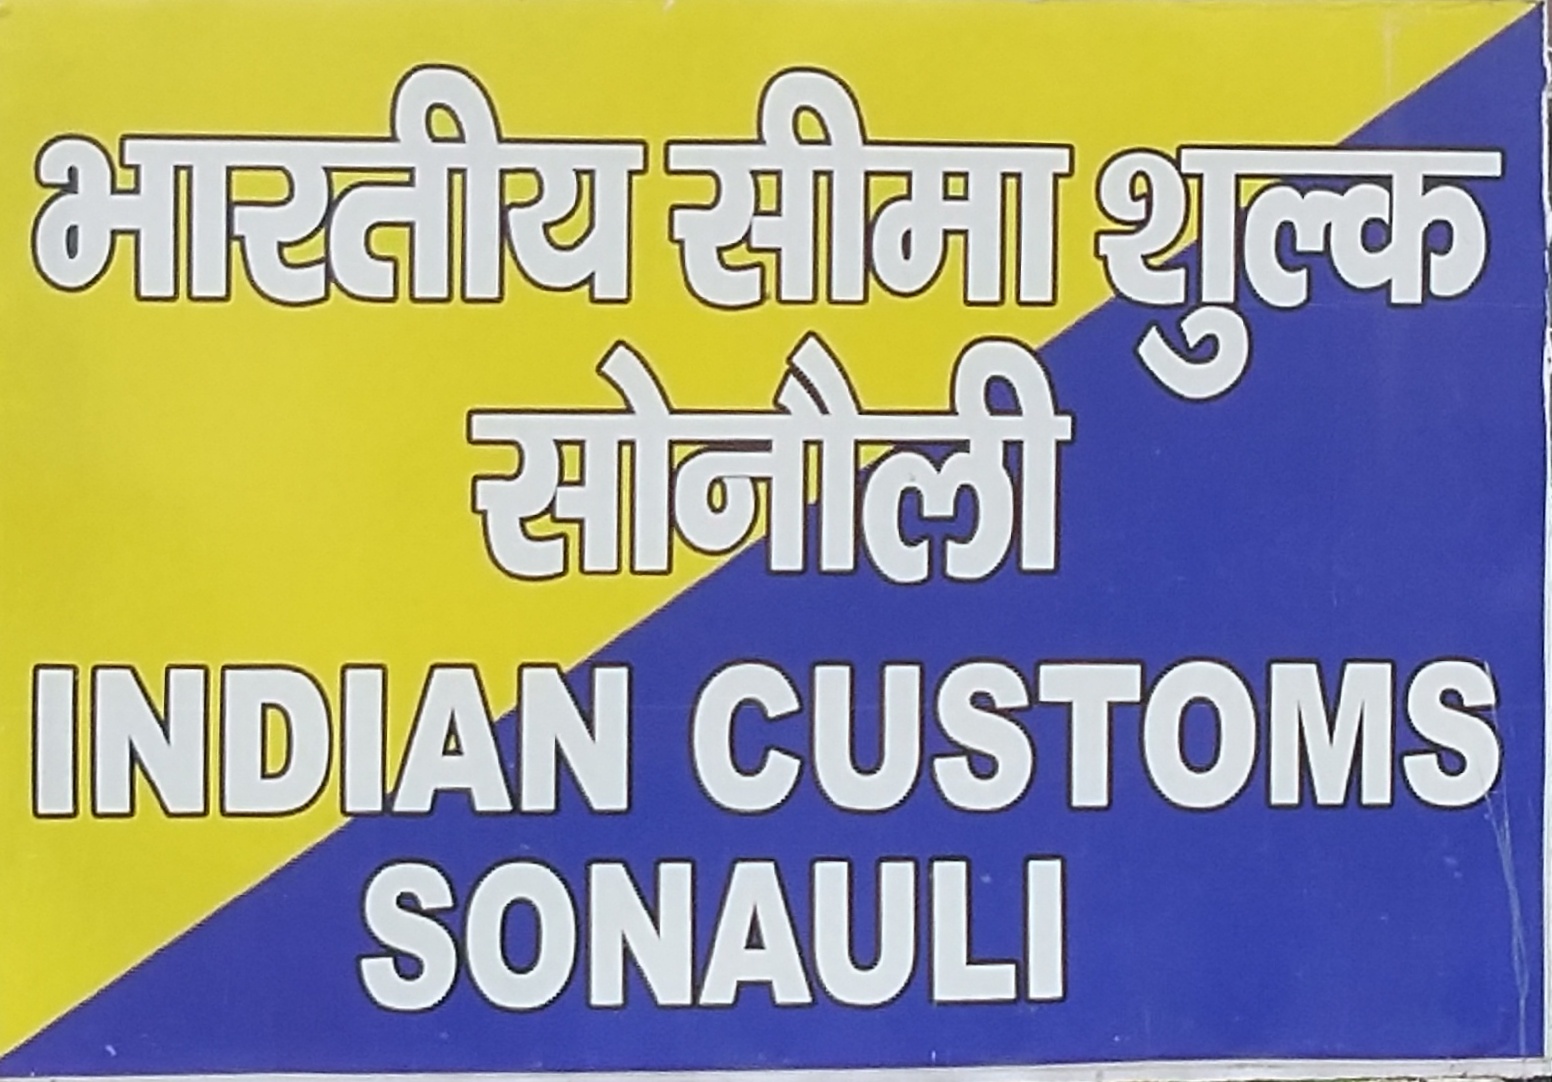 भारतीय सीमा शुल्क
सोनौली
INDIAN CUSTOMS
SONAULI